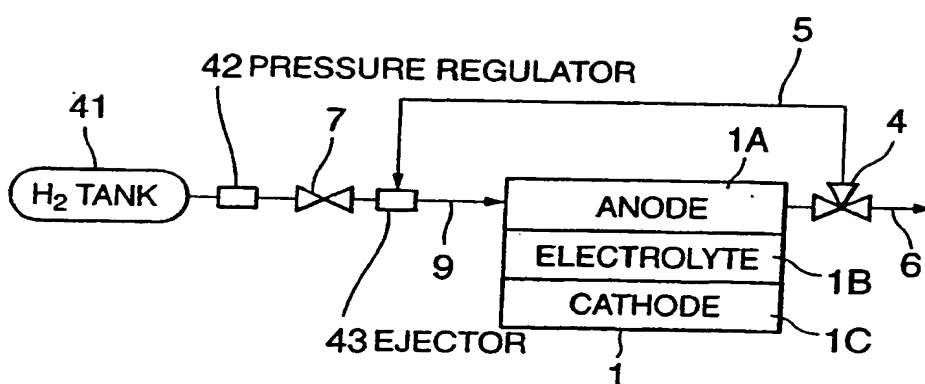 5
42 PRESSURE REGULATOR
41
7
1A
4
H2 TANK
ANODE
9
ELECTROLYTE
6
1B
CATHODE
43 EJECTOR
1C
1